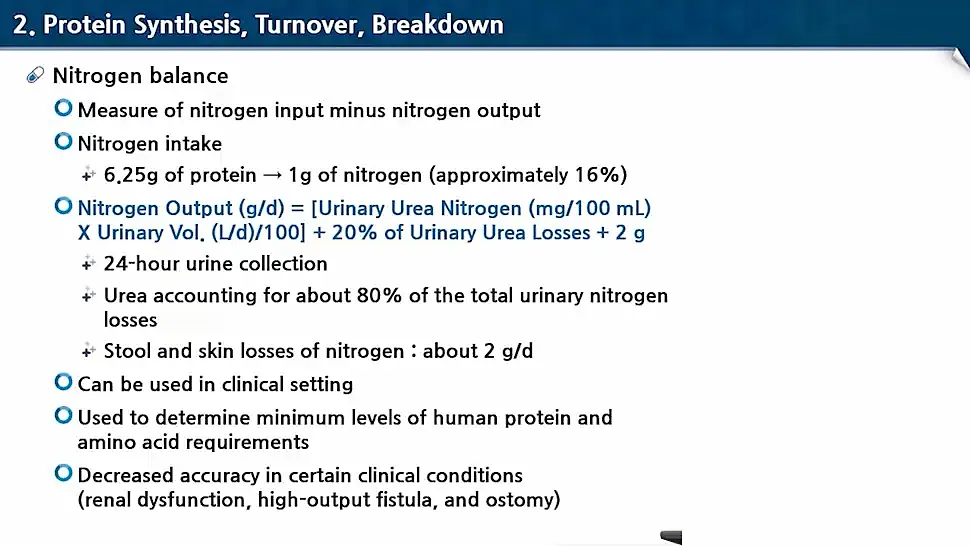 2. Protein Synthesis, Turnover, Breakdown
Nitrogen balance
Measure of nitrogen input minus nitrogen output
Nitrogen intake
6.25g of protein → 1g of nitrogen (approximately 16%)
Nitrogen Output (g/d) = [Urinary Urea Nitrogen (mg/100 mL)
X Urinary Vol. (L/d)/100] + 20% of Urinary Urea Losses + 2 g
24-hour urine collection
Urea accounting for about 80% of the total urinary nitrogen
losses
Stool and skin losses of nitrogen : about 2 g/d
Can be used in clinical setting
Used to determine minimum levels of human protein and
amino acid requirements
Decreased accuracy in certain clinical conditions
(renal dysfunction, high-output fistula, and ostomy)